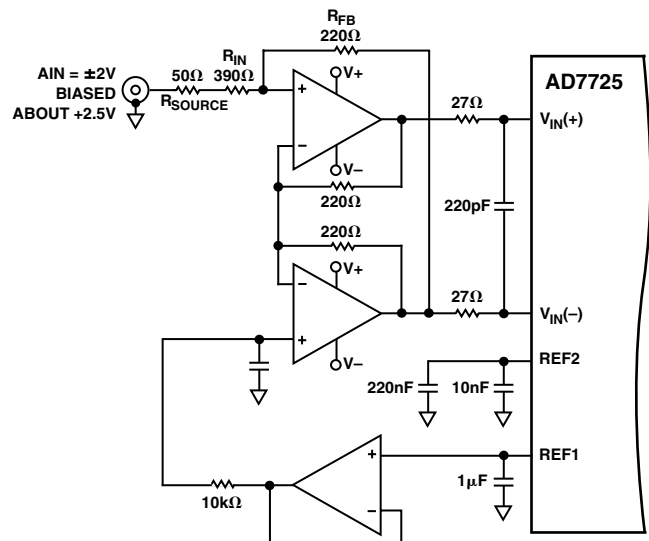 R_FB
220Ω
R_IN
390Ω
50Ω
R_SOURCE
AIN = ±2V
BIASED
ABOUT +2.5V
V+
+
−
V−
220Ω
220Ω
V+
−
+
V−
27Ω
220pF
27Ω
AD7725
V_IN(+)
V_IN(−)
REF2
220nF
10nF
REF1
1μF
10kΩ
+
−